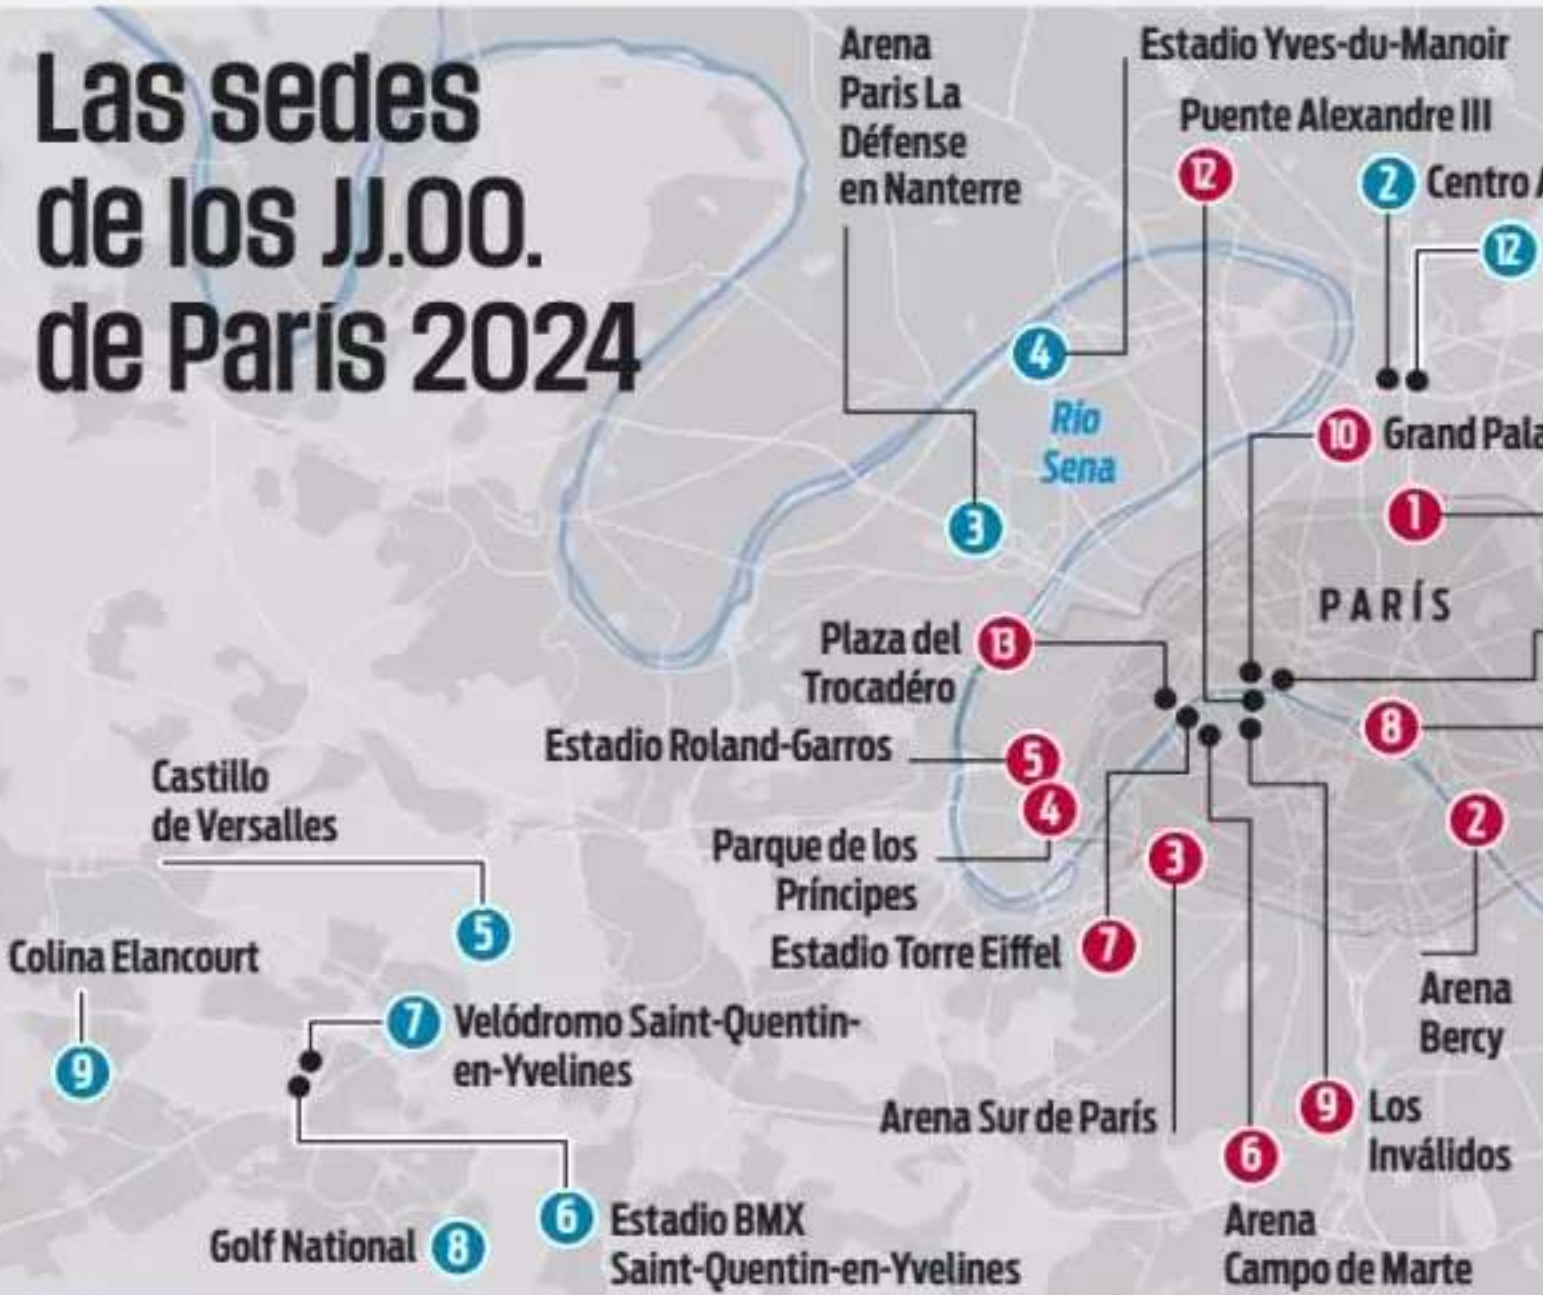 Las sedes
de los JJ.OO.
de París 2024
Arena
Paris La
Défense
en Nanterre
Estadio Yves-du-Manoir
Puente Alexandre III
12
2 Centro
12
4
Río
Sena
10 Grand
3
1
PARÍS
Plaza del
Trocadéro
13
Estadio Roland-Garros
5
8
4
2
Castillo
de Versalles
Parque de los
Príncipes
3
5
Estadio Torre Eiffel 7
Colina Elancourt
9
7 Velódromo Saint-Quentin-
en-Yvelines
Arena
Bercy
Arena Sur de París
9 Los
Inválidos
6
Arena
Campo de Marte
Golf National 8
6 Estadio BMX
Saint-Quentin-en-Yvelines